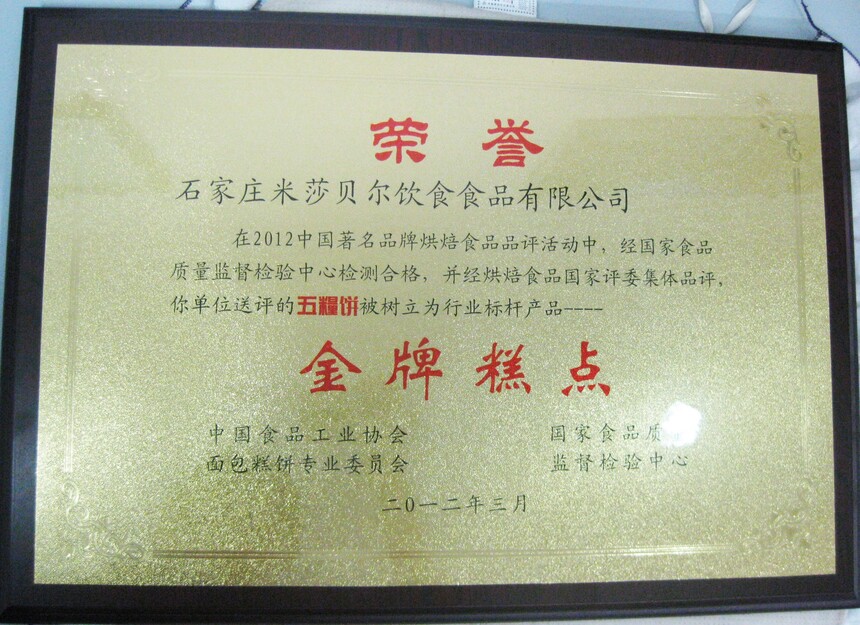 荣誉
石家庄米莎贝尔饮食食品有限公司
在2012中国著名品牌烘焙食品品评活动中，经国家食品
质量监督检验中心检测合格，并经烘焙食品国家评委集体品评，
你单位送评的五糧饼被树立为行业标杆产品----
金牌糕点
中国食品工业协会
面包糕饼专业委员会
国家食品质
监督检验中心
二0一二年三月